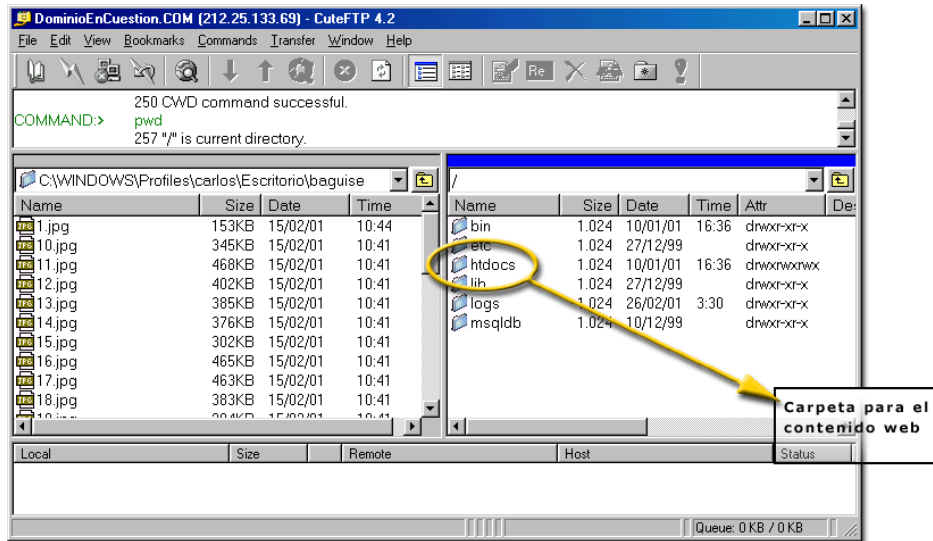 DominioEnCuestion.COM (212.25.133.69) - CuteFTP 4.2
File Edit View Bookmarks Commands Transfer Window Help
Re
250 CWD command successful.
COMMAND:> pwd
257 "/" is current directory.
C:\WINDOWS\Profiles\carlos\Escritorio\baguise
Name Size Date Time
1.jpg 153KB 15/02/01 10:44
10.jpg 345KB 15/02/01 10:41
11.jpg 468KB 15/02/01 10:41
12.jpg 402KB 15/02/01 10:41
13.jpg 385KB 15/02/01 10:41
14.jpg 376KB 15/02/01 10:41
15.jpg 302KB 15/02/01 10:41
16.jpg 465KB 15/02/01 10:41
17.jpg 463KB 15/02/01 10:41
18.jpg 383KB 15/02/01 10:41
/
Name Size Date Time Attr De
bin 1.024 10/01/01 16:36 drwxr-xr-x
etc 1.024 27/12/99 drwxr-xr-x
htdocs 1.024 10/01/01 16:36 drwxrwxrwx
lib 1.024 27/12/99 drwxr-xr-x
logs 1.024 26/02/01 3:30 drwxr-xr-x
msqldb 1.024 10/12/99 drwxr-xr-x
Carpeta para el
contenido web
Local Size Remote Host Status
Queue: 0 KB / 0 KB